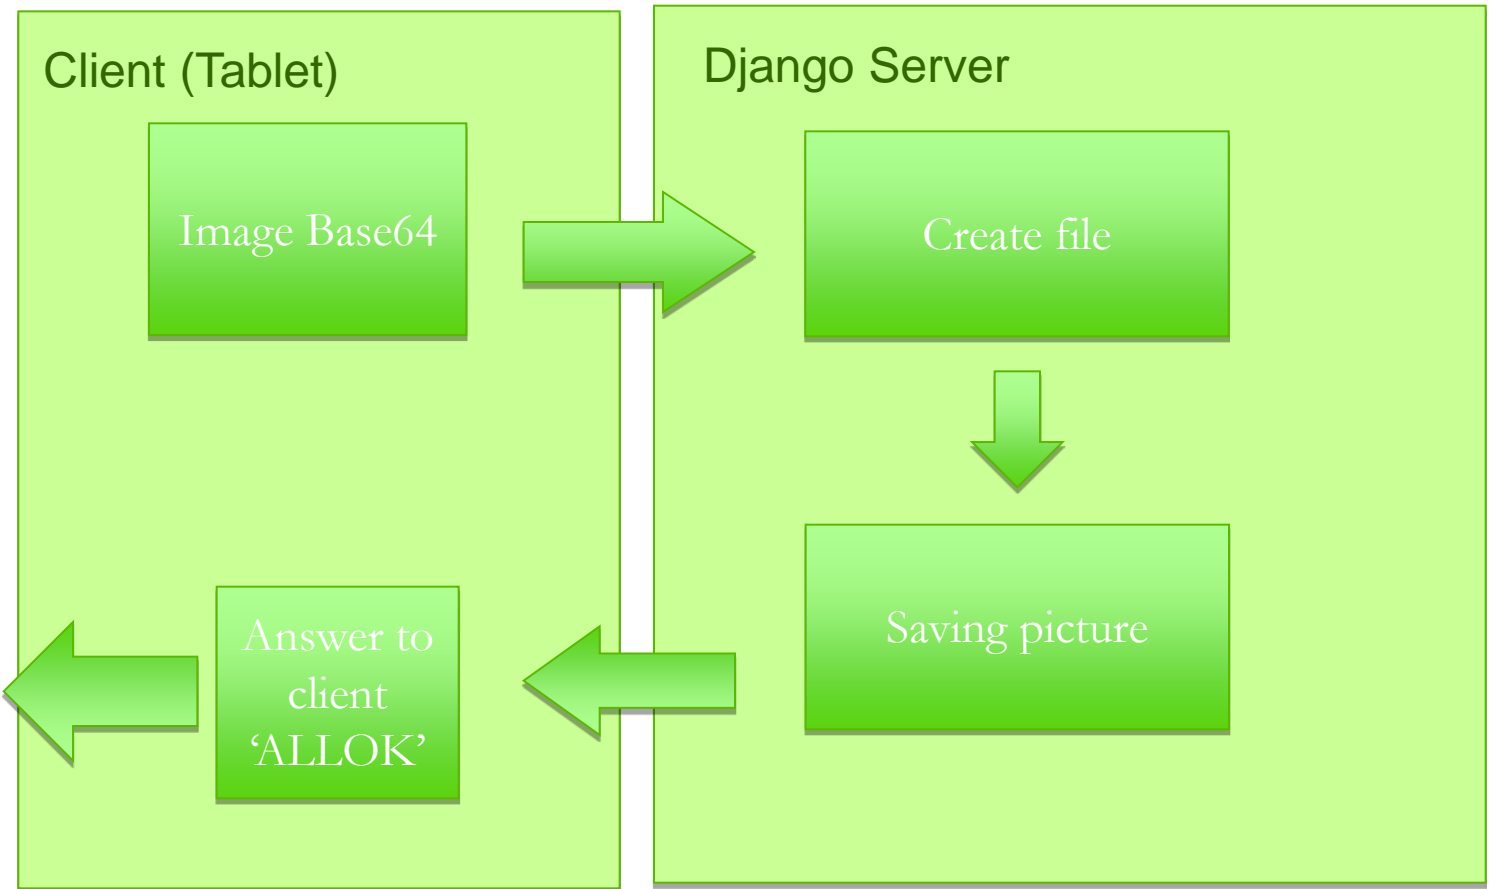 Client (Tablet)
Django Server
Image Base64
Create file
Saving picture
Answer to
client
‘ALLOK’